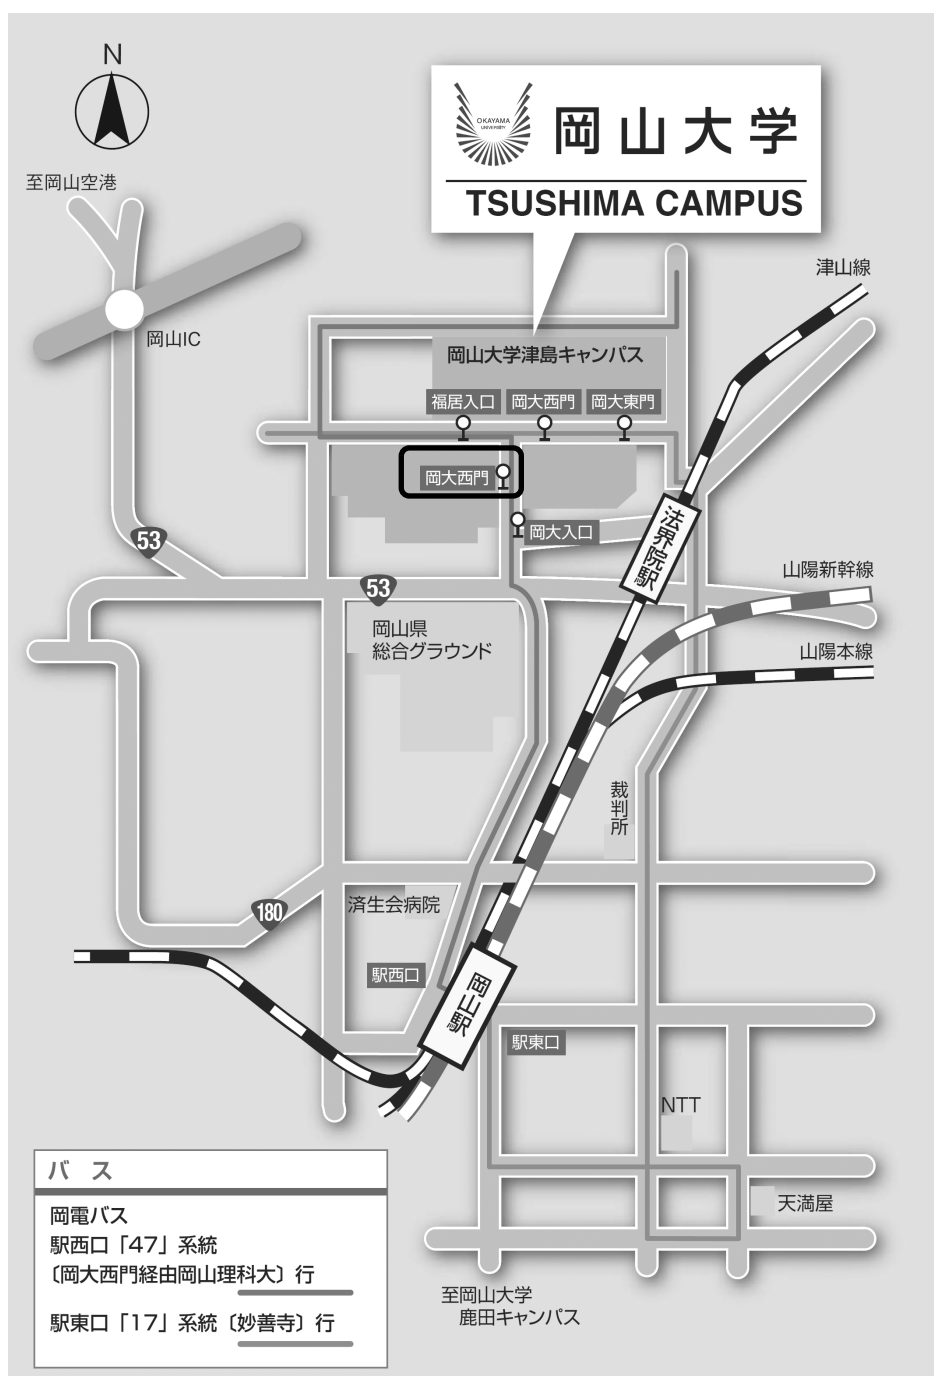 N
至岡山空港
OKAYAMA
UNIVERSITY
岡山大学
TSUSHIMA CAMPUS
津山線
岡山IC
岡山大学津島キャンパス
福居入口
岡大西門
岡大東門
岡大西門
岡大入口
法界院駅
53
53
山陽新幹線
岡山県
総合グラウンド
山陽本線
裁判所
済生会病院
180
駅西口
岡山駅
駅東口
NTT
天満屋
至岡山大学
鹿田キャンパス
バス
岡電バス
駅西口「47」系統
〔岡大西門経由岡山理科大〕行
駅東口「17」系統〔妙善寺〕行